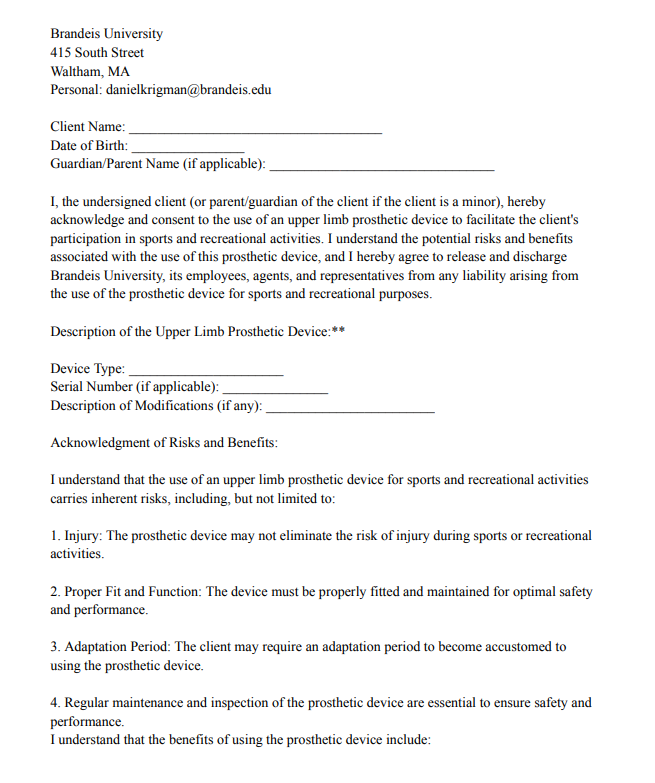 Brandeis University
415 South Street
Waltham, MA
Personal: danielkrigman@brandeis.edu
Client Name: ____________________________________
Date of Birth: ________________
Guardian/Parent Name (if applicable): ________________________________
I, the undersigned client (or parent/guardian of the client if the client is a minor), hereby
acknowledge and consent to the use of an upper limb prosthetic device to facilitate the client's
participation in sports and recreational activities. I understand the potential risks and benefits
associated with the use of this prosthetic device, and I hereby agree to release and discharge
Brandeis University, its employees, agents, and representatives from any liability arising from
the use of the prosthetic device for sports and recreational purposes.
Description of the Upper Limb Prosthetic Device:**
Device Type: ______________________
Serial Number (if applicable): _______________
Description of Modifications (if any): ________________________
Acknowledgment of Risks and Benefits:
I understand that the use of an upper limb prosthetic device for sports and recreational activities
carries inherent risks, including, but not limited to:
1. Injury: The prosthetic device may not eliminate the risk of injury during sports or recreational
activities.
2. Proper Fit and Function: The device must be properly fitted and maintained for optimal safety
and performance.
3. Adaptation Period: The client may require an adaptation period to become accustomed to
using the prosthetic device.
4. Regular maintenance and inspection of the prosthetic device are essential to ensure safety and
performance.
I understand that the benefits of using the prosthetic device include: